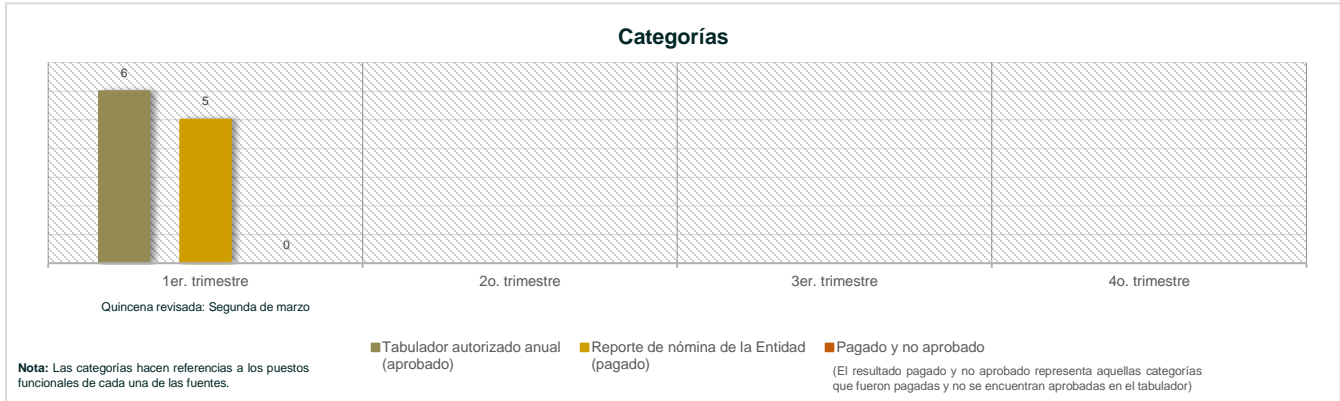 Categorías
6
5
0
1er. trimestre
2o. trimestre
3er. trimestre
4o. trimestre
Quincena revisada: Segunda de marzo
Tabulador autorizado anual
(aprobado)
Reporte de nómina de la Entidad
(pagado)
Pagado y no aprobado
(El resultado pagado y no aprobado representa aquellas categorías
que fueron pagadas y no se encuentran aprobadas en el tabulador)
Nota: Las categorías hacen referencias a los puestos
funcionales de cada una de las fuentes.